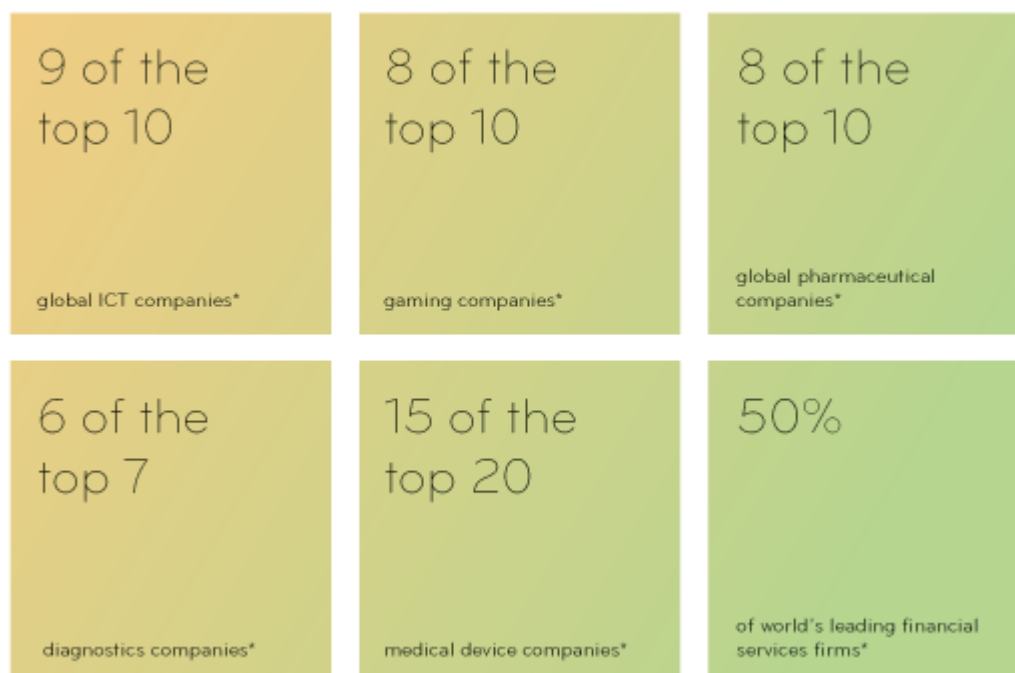 9 of the
top 10
global ICT companies*
8 of the
top 10
gaming companies*
8 of the
top 10
global pharmaceutical
companies*
6 of the
top 7
diagnostics companies*
15 of the
top 20
medical device companies*
50%
of world's leading financial
services firms*